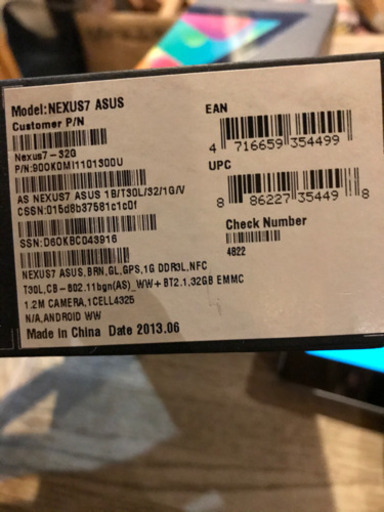 Model:NEXUS7 ASUS
Customer P/N
Nexus7-32G
P/N:90OK0MI1101300U
AS NEXUS7 ASUS 1B/T30L/32/1G/V
CSSN:015d8b37581c1c0f
SSN:D6OKBC043916
NEXUS7 ASUS,BRN,GL,GPS,1G DDR3L,NFC
T30L,CB-802.11bgn(AS)_WW+BT2.1,32GB EMMC
1.2M CAMERA,1CELL4325
N/A,ANDROID WW
Made in China Date 2013.06
EAN
4 716659 354499
UPC
8 86227 35449 8
Check Number
4822